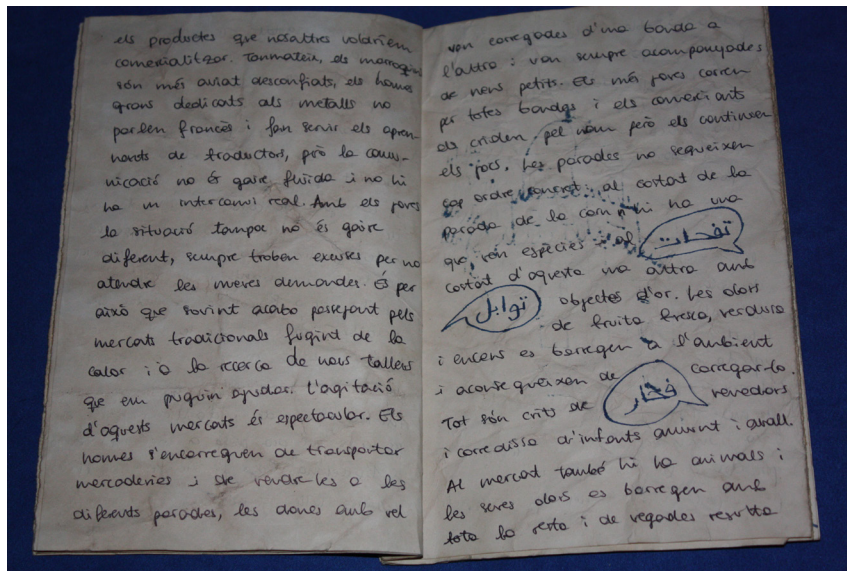 els productes que nosaltres voldríem
comercialitzar. Tanmateix, els marroquins
són més aviat desconfiats, els homes
grans dedicats als metalls no
parlen francès i fan servir els apre-
nents de traductors, però la comu-
nicació no és gaire fluida i no hi
ha un intercanvi real. Amb els joves
la situació tampoc no és gaire
diferent, sempre troben excuses per no
atendre les meves demandes. És per
això que sovint acabo passejant pels
mercats tradicionals fugint de la
calor i a la recerca de nous tallers
que em puguin ajudar. L'agitació
d'aquests mercats és espectacular. Els
homes s'encarreguen de transportar
mercaderies i de vendre-les a les
diferents parades, les dones amb vel
van carregades d'una banda a
l'altra i van sempre acompanyades
de nens petits. Els més joves corren
per totes bandes i els comerciants
els criden pel nom però els continuen
els jocs. Les parades no segueixen
cap ordre concret: al costat de la
parada de la carn hi ha una
que ven espècies i al تفحات
costat d'aquesta una altra amb
توابل objectes d'or. Les olors
de fruita fresca, verdura
i encens es barregen a l'ambient
i aconsegueixen de carregar-lo.
Tot són crits de فخار venedors
i corredissa d'infants amunt i avall.
Al mercat també hi ha animals i
les seves olors es barregen amb
tota la resta i de vegades resulta